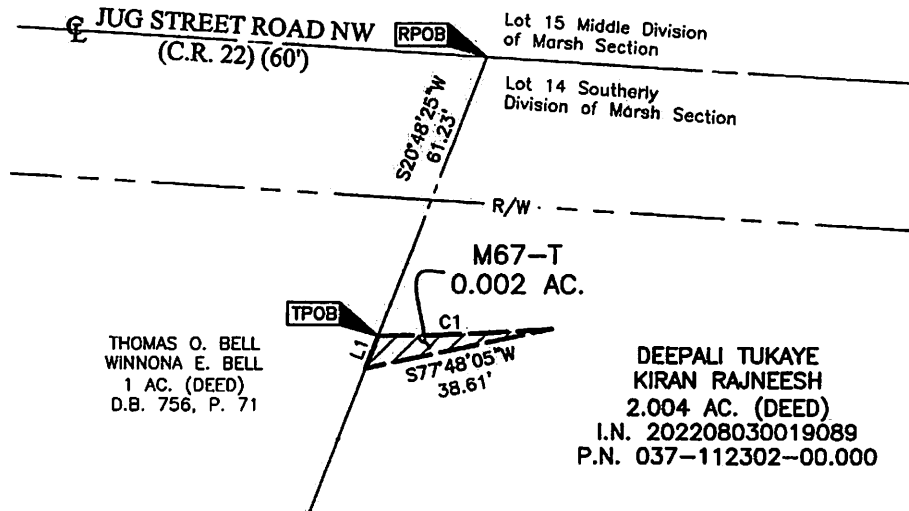 ℄ JUG STREET ROAD NW
(C.R. 22) (60')
RPOB
Lot 15 Middle Division
of Marsh Section
Lot 14 Southerly
Division of Marsh Section
S20°48'25"W
61.23'
R/W
M67-T
0.002 AC.
TPOB
C1
L1
S77°48'05"W
38.61'
THOMAS O. BELL
WINNONA E. BELL
1 AC. (DEED)
D.B. 756, P. 71
DEEPALI TUKAYE
KIRAN RAJNEESH
2.004 AC. (DEED)
I.N. 202208030019089
P.N. 037-112302-00.000